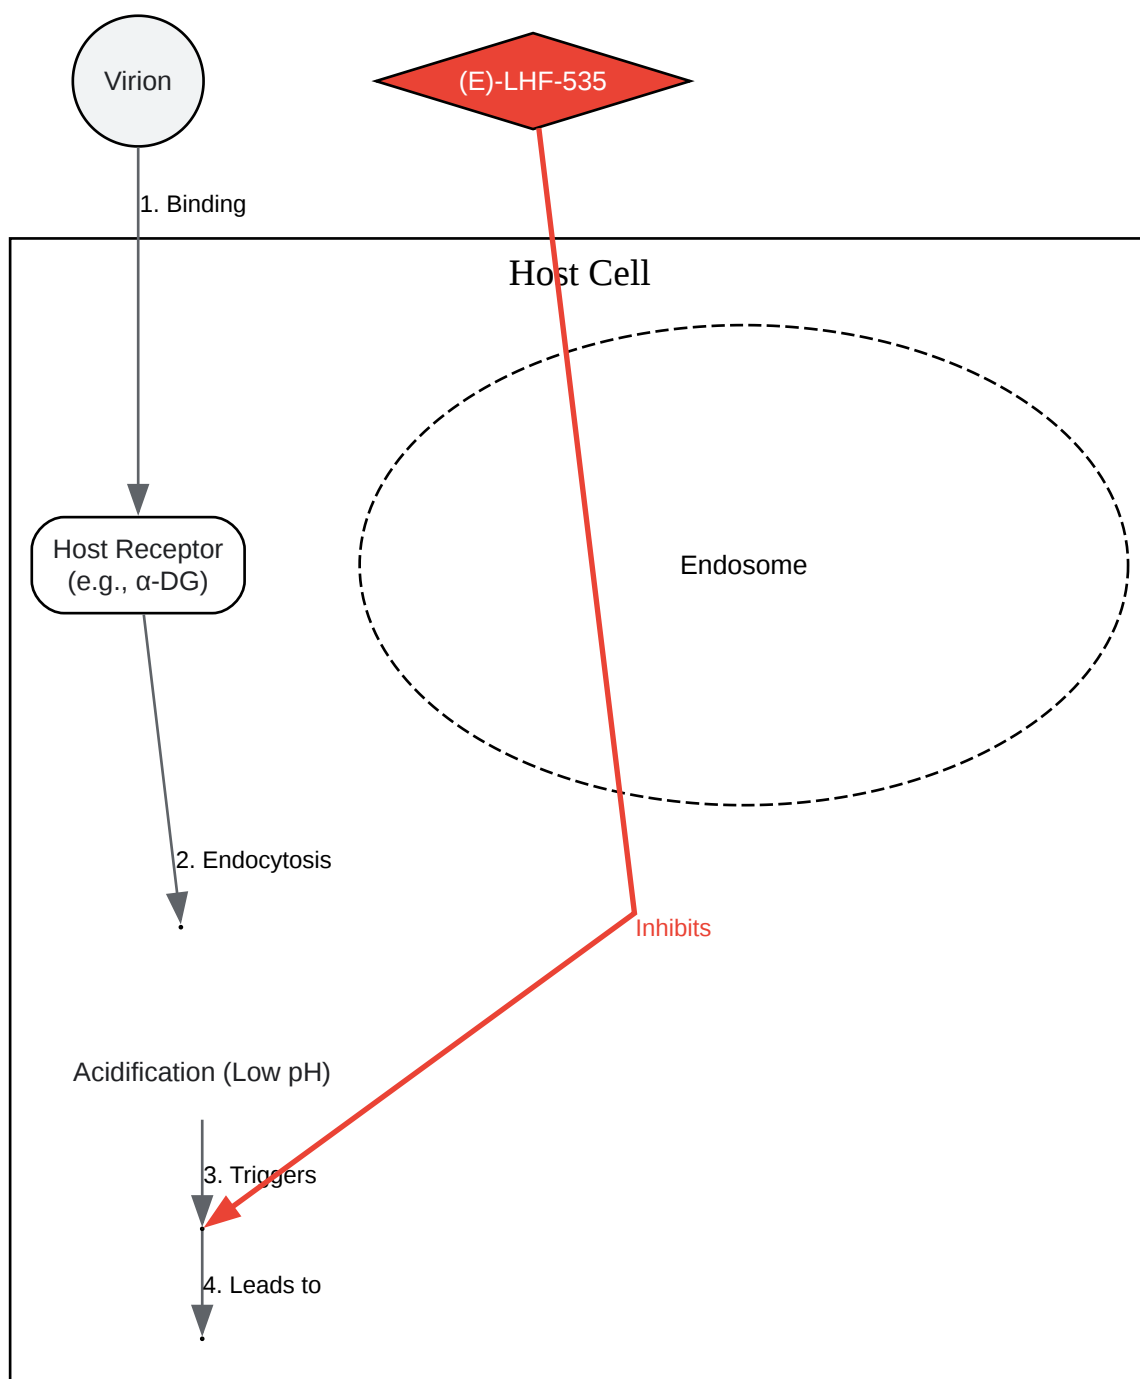 Virion
(E)-LHF-535
1. Binding
Host Cell
Host Receptor
(e.g., α-DG)
Endosome
2. Endocytosis
Inhibits
Acidification (Low pH)
3. Triggers
4. Leads to